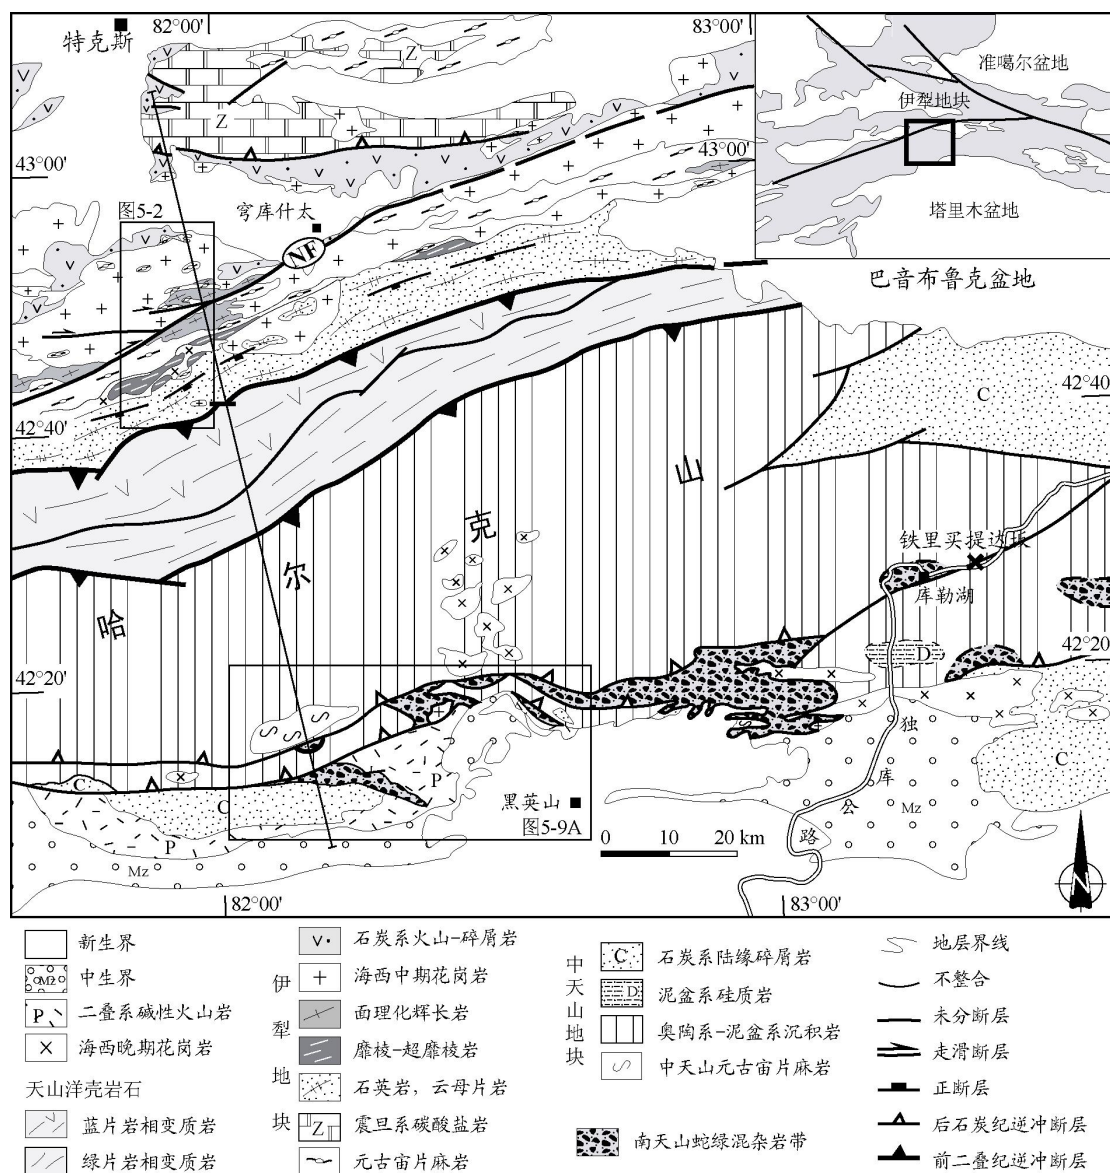 特克斯
82°00'
83°00'
Z
准噶尔盆地
伊犁地块
Z
43°00'
43°00'
塔里木盆地
图5-2
穹库什太
NF
巴音布鲁克盆地
42°40'
C
42°40'
山
克
铁里买提达坂
尔
库勒湖
哈
D
42°20'
42°20'
独
C
C
P
库
C
黑英山
公
Mz
图5-9A
P
0 10 20 km
路
Mz
N
82°00'
83°00'
新生界
Mz 中生界
P 二叠系碱性火山岩
海西晚期花岗岩
天山洋壳岩石
蓝片岩相变质岩
绿片岩相变质岩
伊犁地块
石炭系火山-碎屑岩
海西中期花岗岩
面理化辉长岩
靡棱-超靡棱岩
石英岩，云母片岩
Z 震旦系碳酸盐岩
元古宙片麻岩
中天山地块
C 石炭系陆缘碎屑岩
D 泥盆系硅质岩
奥陶系-泥盆系沉积岩
中天山元古宙片麻岩
南天山蛇绿混杂岩带
地层界线
不整合
未分断层
走滑断层
正断层
后石炭纪逆冲断层
前二叠纪逆冲断层